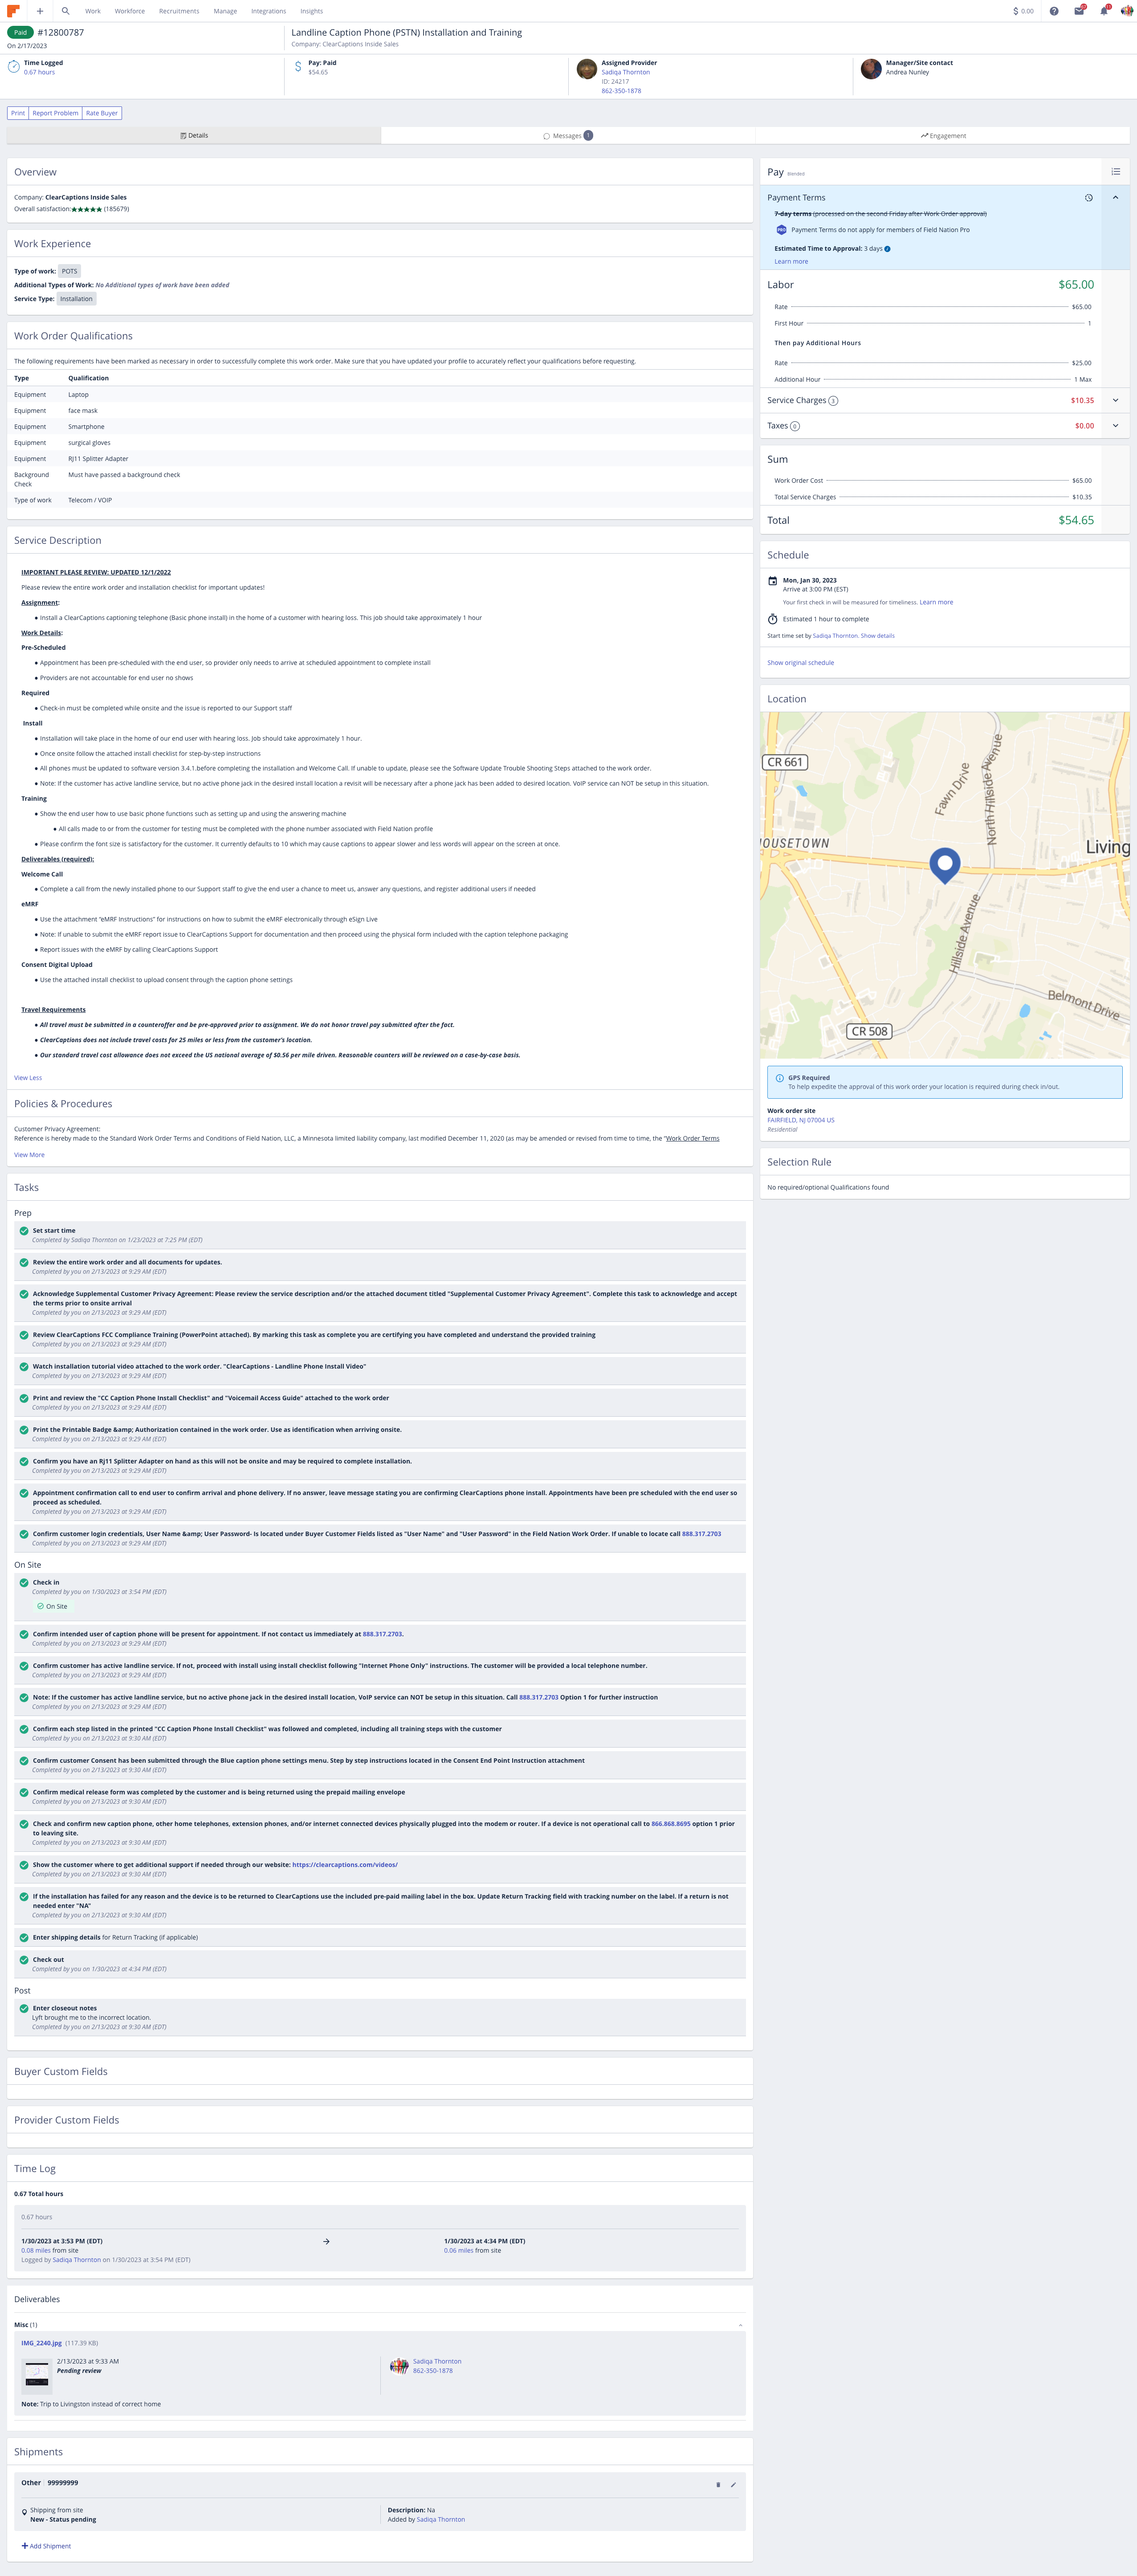 Work Workforce Recruitments Manage Integrations Insights $ 0.00
Paid #12800787
On 2/17/2023
Landline Caption Phone (PSTN) Installation and Training
Company: ClearCaptions Inside Sales
Time Logged
0.67 hours
Pay: Paid
$54.65
Assigned Provider
Sadiqa Thornton
ID: 24217
862-350-1878
Manager/Site contact
Andrea Nunley
Print Report Problem Rate Buyer
Details Messages 1 Engagement
Overview
Company: ClearCaptions Inside Sales
Overall satisfaction:★★★★★ (185679)
Work Experience
Type of work: POTS
Additional Types of Work: No Additional types of work have been added
Service Type: Installation
Work Order Qualifications
The following requirements have been marked as necessary in order to successfully complete this work order. Make sure that you have updated your profile to accurately reflect your qualifications before requesting.
Type Qualification
Equipment Laptop
Equipment face mask
Equipment Smartphone
Equipment surgical gloves
Equipment RJ11 Splitter Adapter
Background Must have passed a background check
Check
Type of work Telecom / VOIP
Service Description
IMPORTANT PLEASE REVIEW: UPDATED 12/1/2022
Please review the entire work order and installation checklist for important updates!
Assignment:
● Install a ClearCaptions captioning telephone (Basic phone install) in the home of a customer with hearing loss. This job should take approximately 1 hour
Work Details:
Pre-Scheduled
● Appointment has been pre-scheduled with the end user, so provider only needs to arrive at scheduled appointment to complete install
● Providers are not accountable for end user no shows
Required
● Check-in must be completed while onsite and the issue is reported to our Support staff
Install
● Installation will take place in the home of our end user with hearing loss. Job should take approximately 1 hour.
● Once onsite follow the attached install checklist for step-by-step instructions
● All phones must be updated to software version 3.4.1.before completing the installation and Welcome Call. If unable to update, please see the Software Update Trouble Shooting Steps attached to the work order.
● Note: If the customer has active landline service, but no active phone jack in the desired install location a revisit will be necessary after a phone jack has been added to desired location. VoIP service can NOT be setup in this situation.
Training
● Show the end user how to use basic phone functions such as setting up and using the answering machine
● All calls made to or from the customer for testing must be completed with the phone number associated with Field Nation profile
● Please confirm the font size is satisfactory for the customer. It currently defaults to 10 which may cause captions to appear slower and less words will appear on the screen at once.
Deliverables (required):
Welcome Call
● Complete a call from the newly installed phone to our Support staff to give the end user a chance to meet us, answer any questions, and register additional users if needed
eMRF
● Use the attachment “eMRF Instructions” for instructions on how to submit the eMRF electronically through eSign Live
● Note: If unable to submit the eMRF report issue to ClearCaptions Support for documentation and then proceed using the physical form included with the caption telephone packaging
● Report issues with the eMRF by calling ClearCaptions Support
Consent Digital Upload
● Use the attached install checklist to upload consent through the caption phone settings
Travel Requirements
● All travel must be submitted in a counteroffer and be pre-approved prior to assignment. We do not honor travel pay submitted after the fact.
● ClearCaptions does not include travel costs for 25 miles or less from the customer’s location.
● Our standard travel cost allowance does not exceed the US national average of $0.56 per mile driven. Reasonable counters will be reviewed on a case-by-case basis.
View Less
Policies & Procedures
Customer Privacy Agreement:
Reference is hereby made to the Standard Work Order Terms and Conditions of Field Nation, LLC, a Minnesota limited liability company, last modified December 11, 2020 (as may be amended or revised from time to time, the "Work Order Terms
View More
Tasks
Prep
Set start time
Completed by Sadiqa Thornton on 1/23/2023 at 7:25 PM (EDT)
Review the entire work order and all documents for updates.
Completed by you on 2/13/2023 at 9:29 AM (EDT)
Acknowledge Supplemental Customer Privacy Agreement: Please review the service description and/or the attached document titled "Supplemental Customer Privacy Agreement". Complete this task to acknowledge and accept
the terms prior to onsite arrival
Completed by you on 2/13/2023 at 9:29 AM (EDT)
Review ClearCaptions FCC Compliance Training (PowerPoint attached). By marking this task as complete you are certifying you have completed and understand the provided training
Completed by you on 2/13/2023 at 9:29 AM (EDT)
Watch installation tutorial video attached to the work order. "ClearCaptions - Landline Phone Install Video"
Completed by you on 2/13/2023 at 9:29 AM (EDT)
Print and review the "CC Caption Phone Install Checklist" and "Voicemail Access Guide" attached to the work order
Completed by you on 2/13/2023 at 9:29 AM (EDT)
Print the Printable Badge &amp; Authorization contained in the work order. Use as identification when arriving onsite.
Completed by you on 2/13/2023 at 9:29 AM (EDT)
Confirm you have an Rj11 Splitter Adapter on hand as this will not be onsite and may be required to complete installation.
Completed by you on 2/13/2023 at 9:29 AM (EDT)
Appointment confirmation call to end user to confirm arrival and phone delivery. If no answer, leave message stating you are confirming ClearCaptions phone install. Appointments have been pre scheduled with the end user so
proceed as scheduled.
Completed by you on 2/13/2023 at 9:29 AM (EDT)
Confirm customer login credentials, User Name &amp; User Password- Is located under Buyer Customer Fields listed as "User Name" and "User Password" in the Field Nation Work Order. If unable to locate call 888.317.2703
Completed by you on 2/13/2023 at 9:29 AM (EDT)
On Site
Check in
Completed by you on 1/30/2023 at 3:54 PM (EDT)
On Site
Confirm intended user of caption phone will be present for appointment. If not contact us immediately at 888.317.2703.
Completed by you on 2/13/2023 at 9:29 AM (EDT)
Confirm customer has active landline service. If not, proceed with install using install checklist following "Internet Phone Only" instructions. The customer will be provided a local telephone number.
Completed by you on 2/13/2023 at 9:29 AM (EDT)
Note: If the customer has active landline service, but no active phone jack in the desired install location, VoIP service can NOT be setup in this situation. Call 888.317.2703 Option 1 for further instruction
Completed by you on 2/13/2023 at 9:29 AM (EDT)
Confirm each step listed in the printed "CC Caption Phone Install Checklist" was followed and completed, including all training steps with the customer
Completed by you on 2/13/2023 at 9:30 AM (EDT)
Confirm customer Consent has been submitted through the Blue caption phone settings menu. Step by step instructions located in the Consent End Point Instruction attachment
Completed by you on 2/13/2023 at 9:30 AM (EDT)
Confirm medical release form was completed by the customer and is being returned using the prepaid mailing envelope
Completed by you on 2/13/2023 at 9:30 AM (EDT)
Check and confirm new caption phone, other home telephones, extension phones, and/or internet connected devices physically plugged into the modem or router. If a device is not operational call to 866.868.8695 option 1 prior
to leaving site.
Completed by you on 2/13/2023 at 9:30 AM (EDT)
Show the customer where to get additional support if needed through our website: https://clearcaptions.com/videos/
Completed by you on 2/13/2023 at 9:30 AM (EDT)
If the installation has failed for any reason and the device is to be returned to ClearCaptions use the included pre-paid mailing label in the box. Update Return Tracking field with tracking number on the label. If a return is not
needed enter "NA"
Completed by you on 2/13/2023 at 9:30 AM (EDT)
Enter shipping details for Return Tracking (if applicable)
Check out
Completed by you on 1/30/2023 at 4:34 PM (EDT)
Post
Enter closeout notes
Lyft brought me to the incorrect location.
Completed by you on 2/13/2023 at 9:30 AM (EDT)
Buyer Custom Fields
Provider Custom Fields
Time Log
0.67 Total hours
0.67 hours
1/30/2023 at 3:53 PM (EDT) → 1/30/2023 at 4:34 PM (EDT)
0.08 miles from site 0.06 miles from site
Logged by Sadiqa Thornton on 1/30/2023 at 3:54 PM (EDT)
Deliverables
Misc (1)
IMG_2240.jpg (117.39 KB)
2/13/2023 at 9:33 AM
Pending review
Sadiqa Thornton
862-350-1878
Note: Trip to Livingston instead of correct home
Shipments
Other 99999999
Shipping from site
New - Status pending
Description: Na
Added by Sadiqa Thornton
Add Shipment
Pay Blended
Payment Terms
7-day terms (processed on the second Friday after Work Order approval)
PRO Payment Terms do not apply for members of Field Nation Pro
Estimated Time to Approval: 3 days
Learn more
Labor $65.00
Rate $65.00
First Hour 1
Then pay Additional Hours
Rate $25.00
Additional Hour 1 Max
Service Charges 3 $10.35
Taxes 0 $0.00
Sum
Work Order Cost $65.00
Total Service Charges $10.35
Total $54.65
Schedule
Mon, Jan 30, 2023
Arrive at 3:00 PM (EST)
Your first check in will be measured for timeliness. Learn more
Estimated 1 hour to complete
Start time set by Sadiqa Thornton. Show details
Show original schedule
Location
CR 661
Fawn Drive
North Hillside Avenue
OUSETOWN
Living
Hillside Avenue
Belmont Drive
CR 508
GPS Required
To help expedite the approval of this work order your location is required during check in/out.
Work order site
FAIRFIELD, NJ 07004 US
Residential
Selection Rule
No required/optional Qualifications found